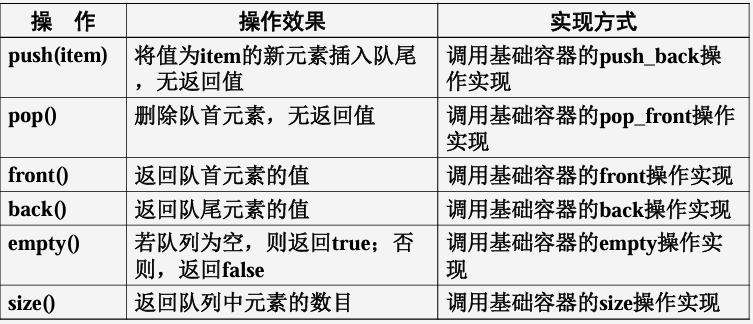 操　作 操作效果 实现方式
push(item) 将值为item的新元素插入队尾 调用基础容器的push_back操
，无返回值 作实现
pop() 删除队首元素，无返回值 调用基础容器的pop_front操作
实现
front() 返回队首元素的值 调用基础容器的front操作实现
back() 返回队尾元素的值 调用基础容器的back操作实现
empty() 若队列为空，则返回true；否 调用基础容器的empty操作实
则，返回false 现
size() 返回队列中元素的数目 调用基础容器的size操作实现